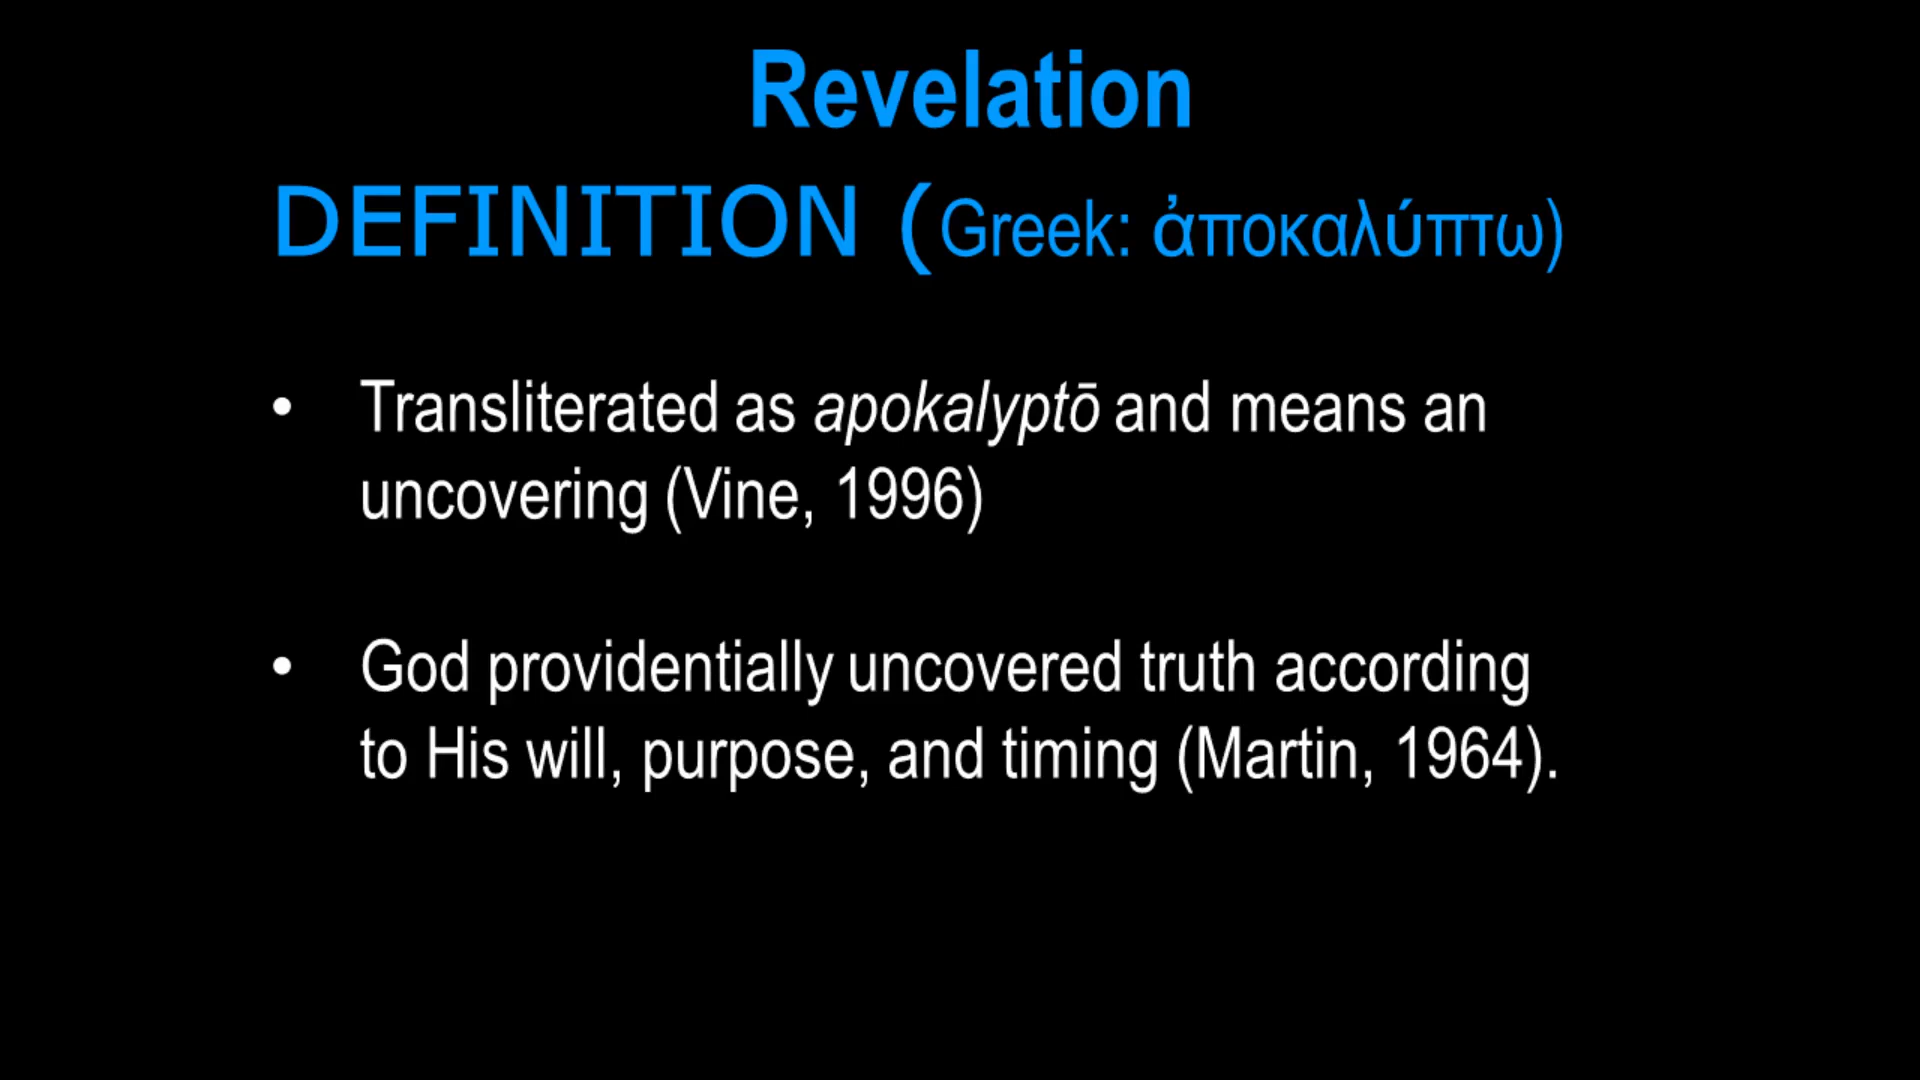 Revelation
DEFINITION (Greek: ἀποκαλύπτω)
• Transliterated as apokalyptō and means an
uncovering (Vine, 1996)
• God providentially uncovered truth according
to His will, purpose, and timing (Martin, 1964).